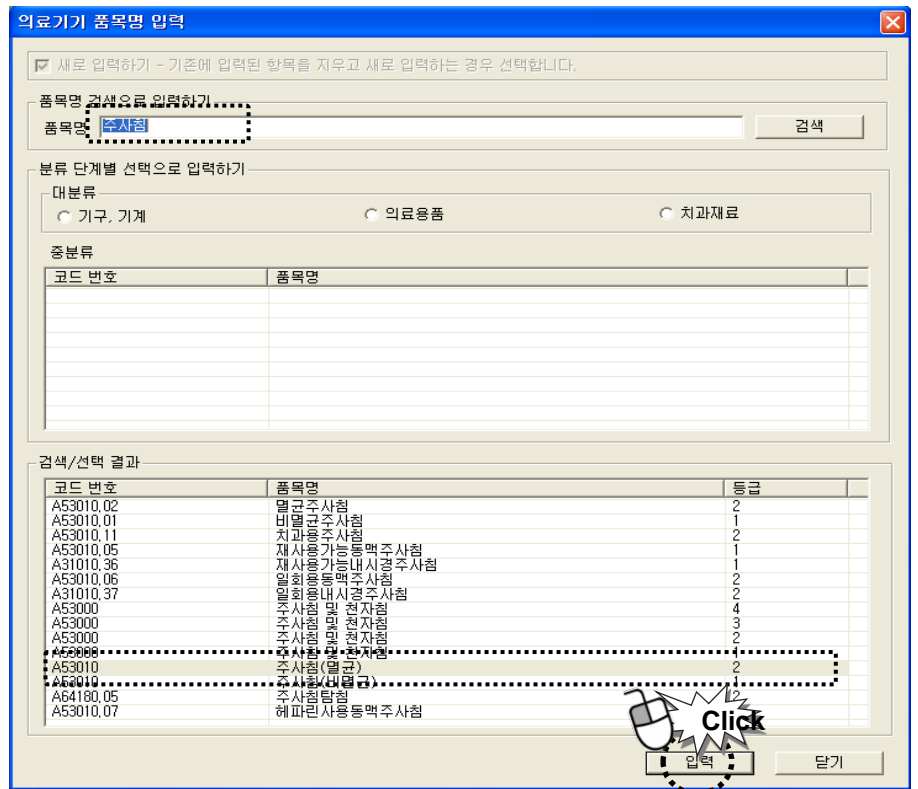 의료기기 품목명 입력
새로 입력하기 - 기존에 입력된 항목을 지우고 새로 입력하는 경우 선택합니다.
품목명 검색으로 입력하기
품목명 주사침 검색
분류 단계별 선택으로 입력하기
대분류
기구, 기계 의료용품 치과재료
중분류
코드 번호 품목명
검색/선택 결과
코드 번호 품목명 등급
A53010.02 멸균주사침 2
A53010.01 비멸균주사침 1
A53010.11 치과용주사침 2
A53010.05 재사용가능동맥주사침 1
A31010.36 재사용가능내시경주사침 1
A53010.06 일회용동맥주사침 2
A31010.37 일회용내시경주사침 2
A53000 주사침 및 천자침 4
A53000 주사침 및 천자침 3
A53000 주사침 및 천자침 2
A53000 주사침 및 천자침 1
A53010 주사침(멸균) 2
A53010 주사침(비멸균) 1
A64180.05 주사침탐침 2
A53010.07 헤파린사용동맥주사침
Click
입력 닫기